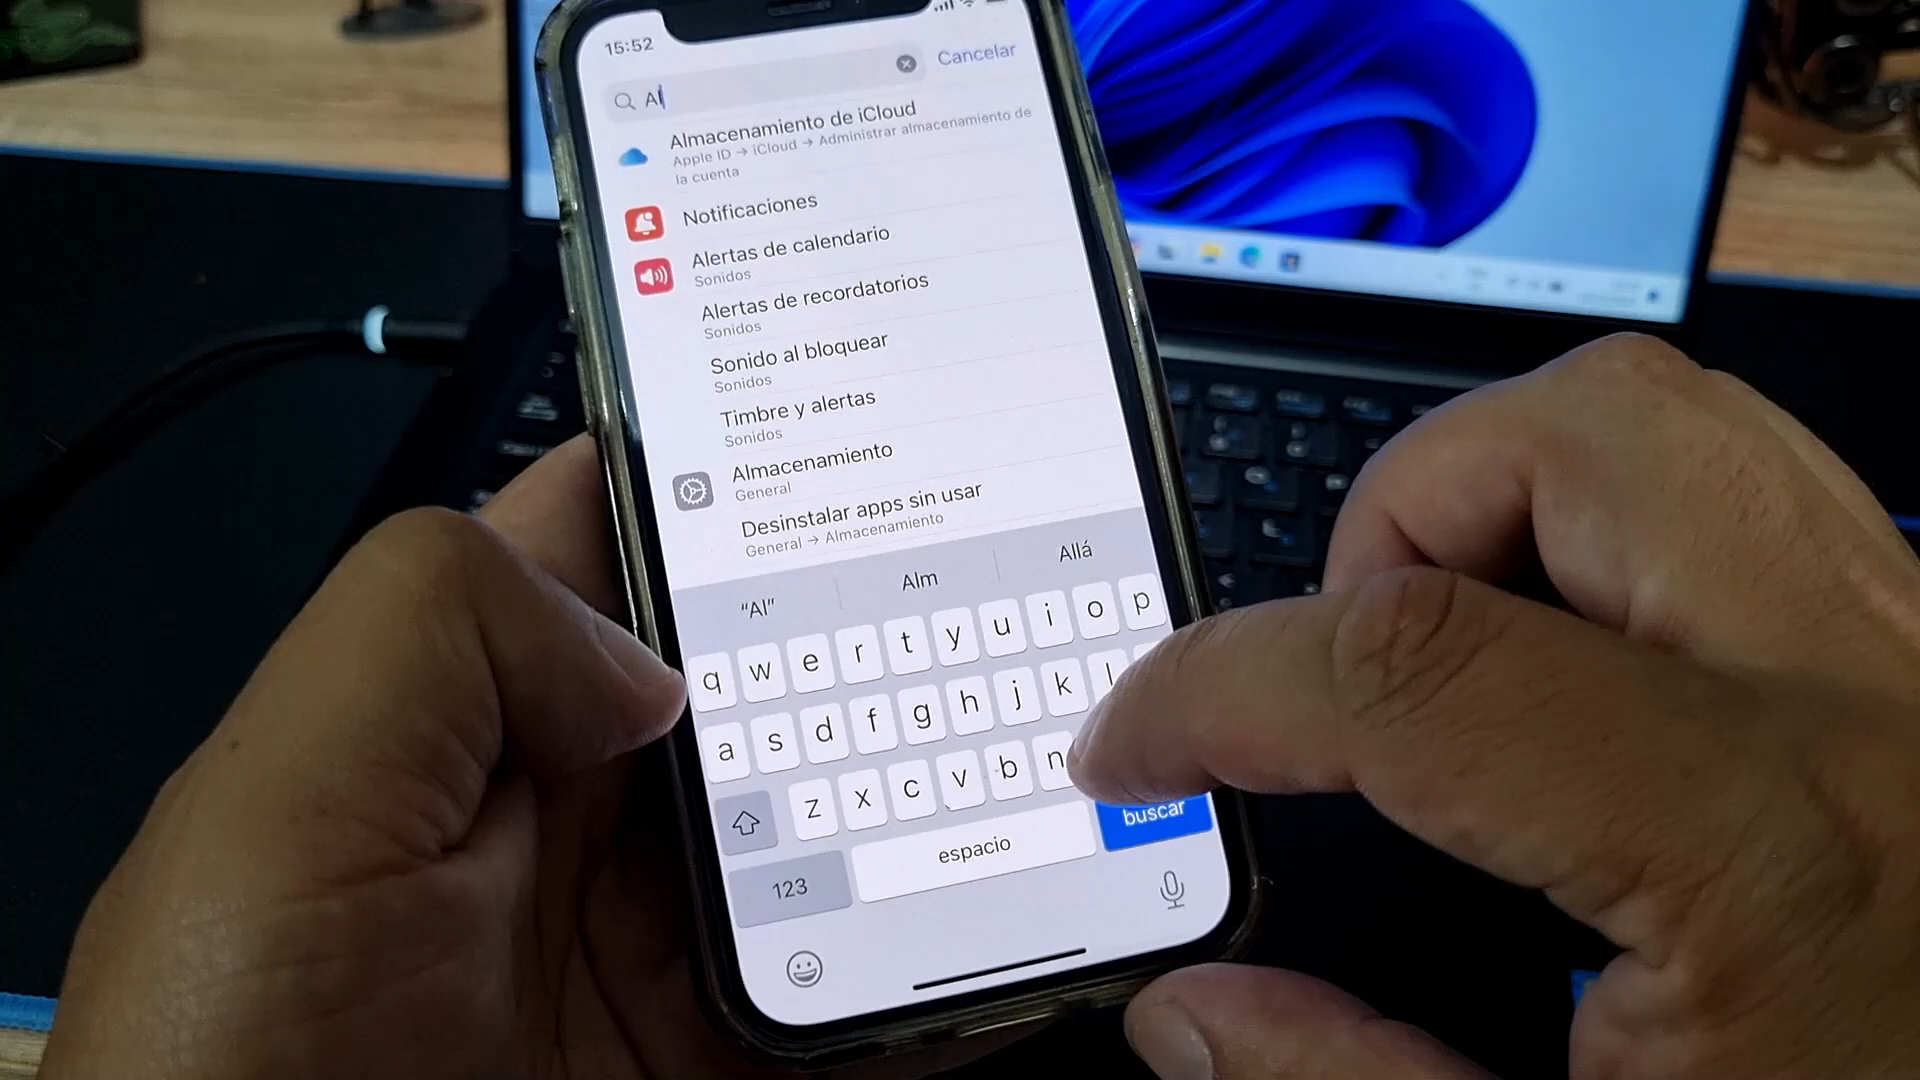 15:52
Al
Cancelar
Almacenamiento de iCloud
Apple ID → iCloud → Administrar almacenamiento de
la cuenta
Notificaciones
Alertas de calendario
Sonidos
Alertas de recordatorios
Sonidos
Sonido al bloquear
Sonidos
Timbre y alertas
Sonidos
Almacenamiento
General
Desinstalar apps sin usar
General → Almacenamiento
“Al” Alm Allá
q w e r t y u i o p
a s d f g h j k l
z x c v b n
123 espacio buscar